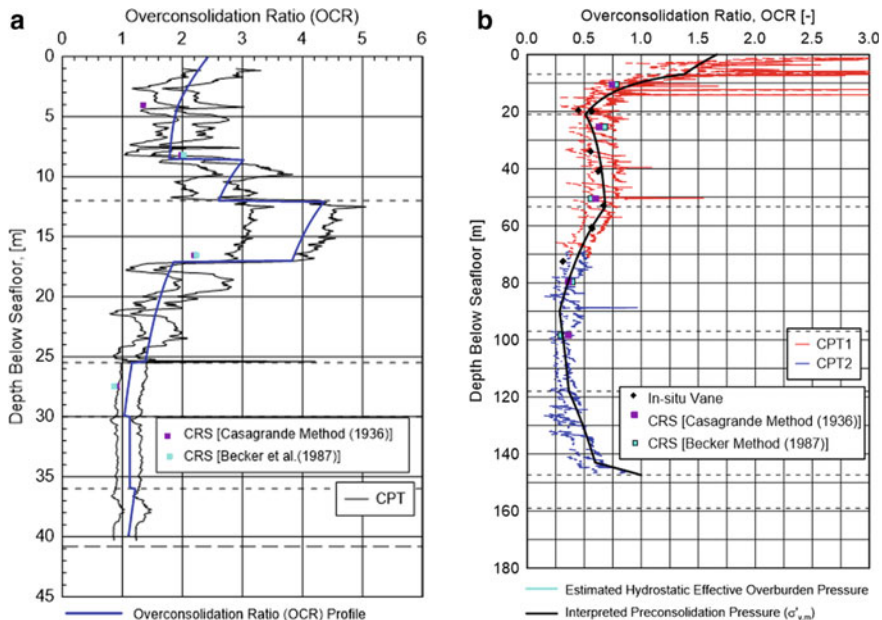 a
Overconsolidation Ratio (OCR)
0 1 2 3 4 5 6
Depth Below Seafloor, [m]
0
5
10
15
20
25
30
35
40
45
CRS [Casagrande Method (1936)]
CRS [Becker et al.(1987)]
CPT
Overconsolidation Ratio (OCR) Profile
b
Overconsolidation Ratio, OCR [-]
0.0 0.5 1.0 1.5 2.0 2.5 3.0
Depth Below Seafloor [m]
0
20
40
60
80
100
120
140
160
180
CPT1
CPT2
In-situ Vane
CRS [Casagrande Method (1936)]
CRS [Becker Method (1987)]
Estimated Hydrostatic Effective Overburden Pressure
Interpreted Preconsolidation Pressure (σ'v,m)